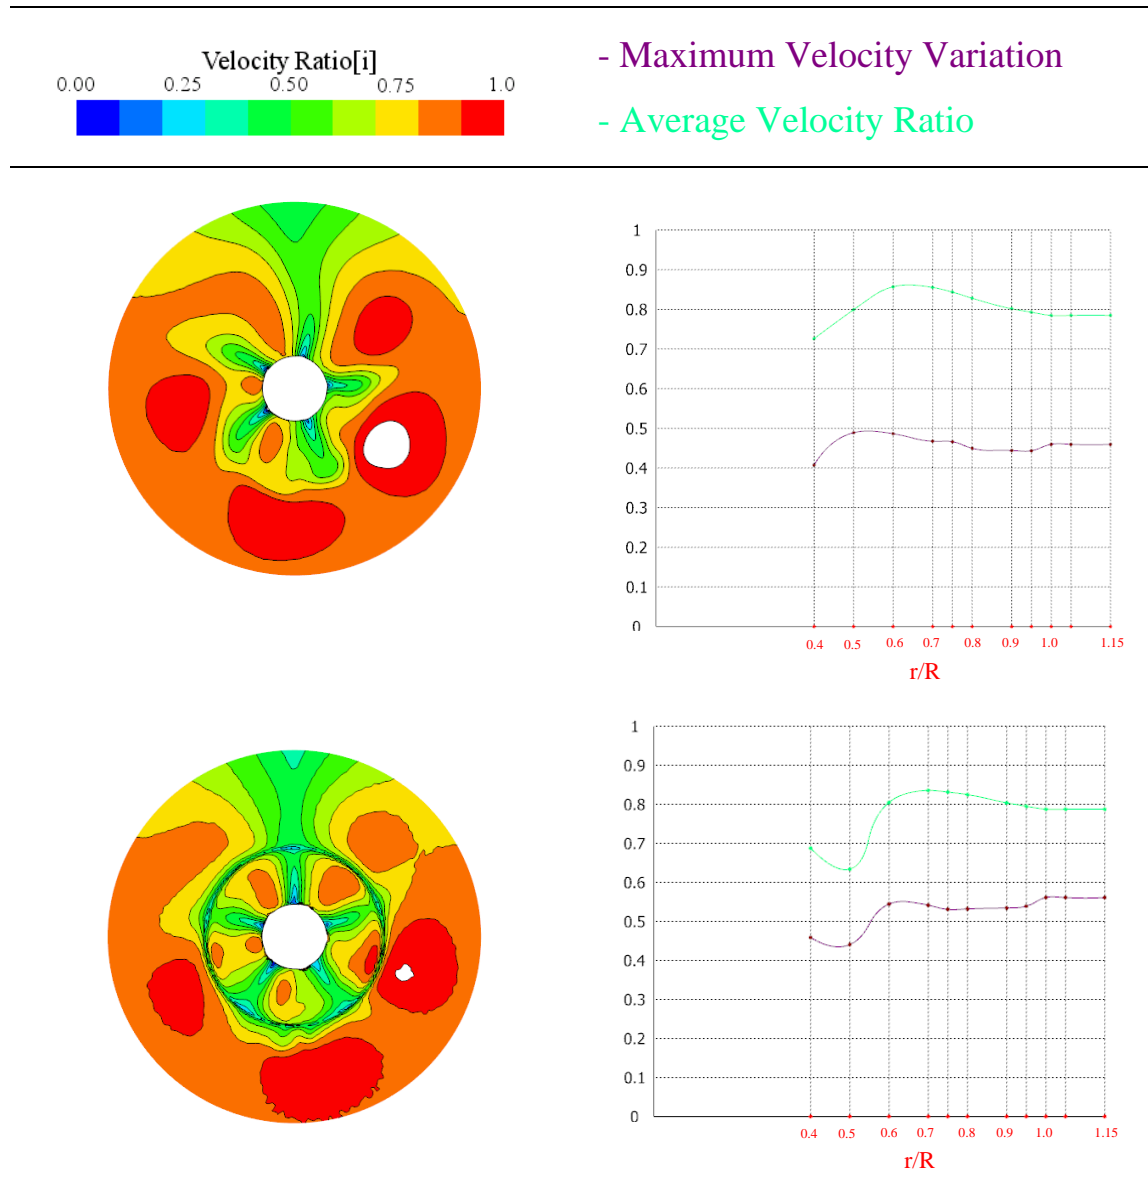 Velocity Ratio[i]
0.00 0.25 0.50 0.75 1.0
- Maximum Velocity Variation
- Average Velocity Ratio
1
0.9
0.8
0.7
0.6
0.5
0.4
0.3
0.2
0.1
0
0.4 0.5 0.6 0.7 0.8 0.9 1.0 1.15
r/R
1
0.9
0.8
0.7
0.6
0.5
0.4
0.3
0.2
0.1
0
0.4 0.5 0.6 0.7 0.8 0.9 1.0 1.15
r/R